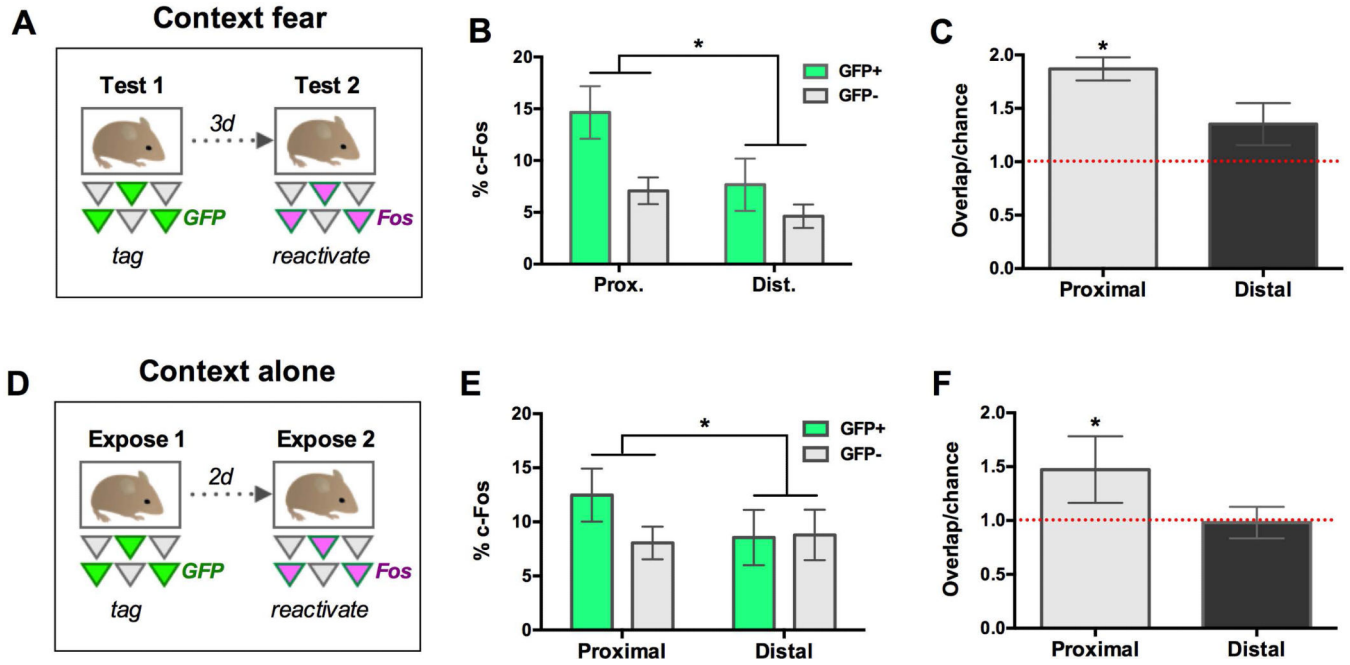 A
Context fear
Test 1
3d
Test 2
GFP
Fos
tag
reactivate
B
*
GFP+
GFP-
% c-Fos
20
15
10
5
0
Prox.
Dist.
C
*
Overlap/chance
2.0
1.5
1.0
0.5
0.0
Proximal
Distal
D
Context alone
Expose 1
2d
Expose 2
GFP
Fos
tag
reactivate
E
*
GFP+
GFP-
% c-Fos
20
15
10
5
0
Proximal
Distal
F
*
Overlap/chance
2.0
1.5
1.0
0.5
0.0
Proximal
Distal